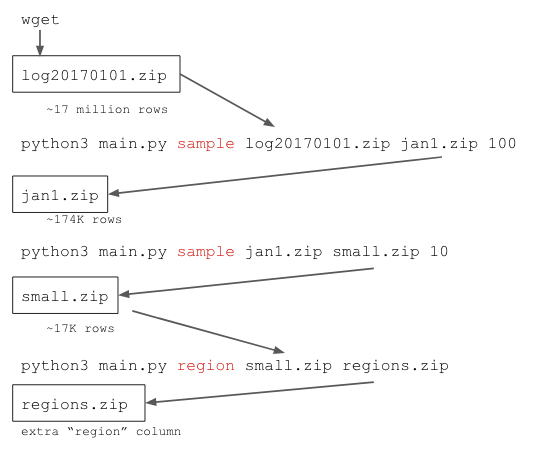 wget
log20170101.zip
~17 million rows
python3 main.py sample log20170101.zip jan1.zip 100
jan1.zip
~174K rows
python3 main.py sample jan1.zip small.zip 10
small.zip
~17K rows
python3 main.py region small.zip regions.zip
regions.zip
extra “region” column